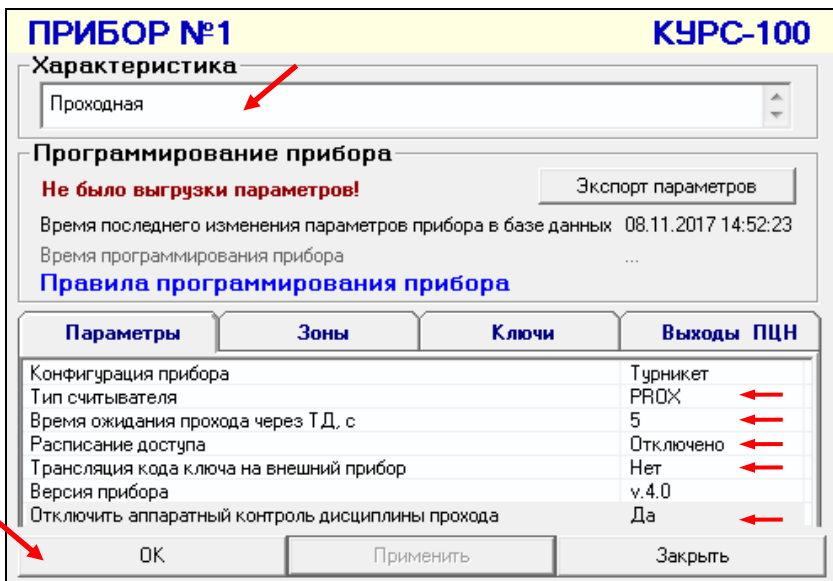 ПРИБОР №1 КУРС-100
Характеристика
Проходная
Программирование прибора
Не было выгрузки параметров! Экспорт параметров
Время последнего изменения параметров прибора в базе данных 08.11.2017 14:52:23
Время программирования прибора ...
Правила программирования прибора
Параметры Зоны Ключи Выходы ПЦН
Конфигурация прибора Турникет
Тип считывателя PROX
Время ожидания прохода через ТД, с 5
Расписание доступа Отключено
Трансляция кода ключа на внешний прибор Нет
Версия прибора v.4.0
Отключить аппаратный контроль дисциплины прохода Да
ОК Применить Закрыть